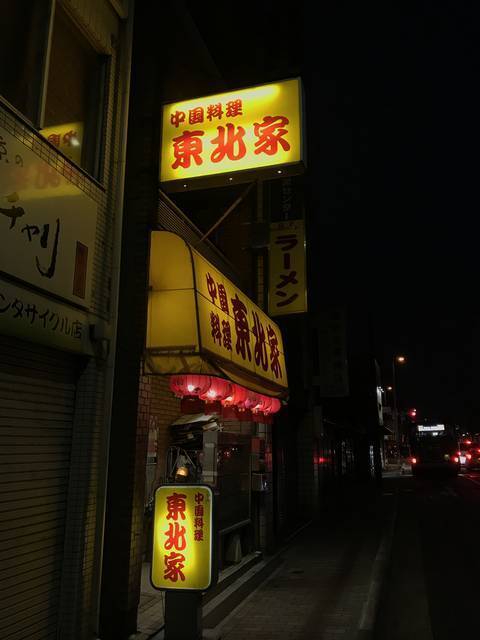 中国料理
東北家
ラーメン
中国
料理
東北家
中国料理
東北家
チャリ
ンタサイクル店